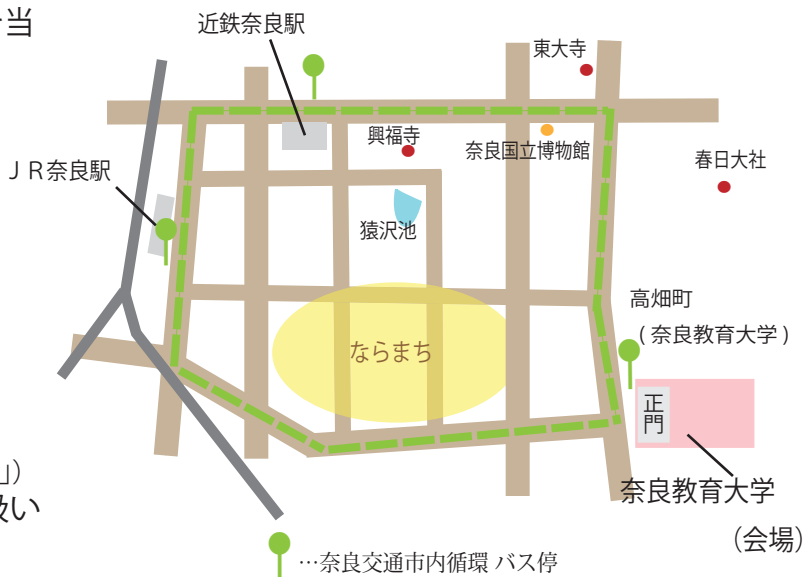 当
近鉄奈良駅
東大寺
興福寺
奈良国立博物館
春日大社
ＪＲ奈良駅
猿沢池
高畑町
(奈良教育大学)
ならまち
正門
奈良教育大学
(会場)
扱い
…奈良交通市内循環 バス停